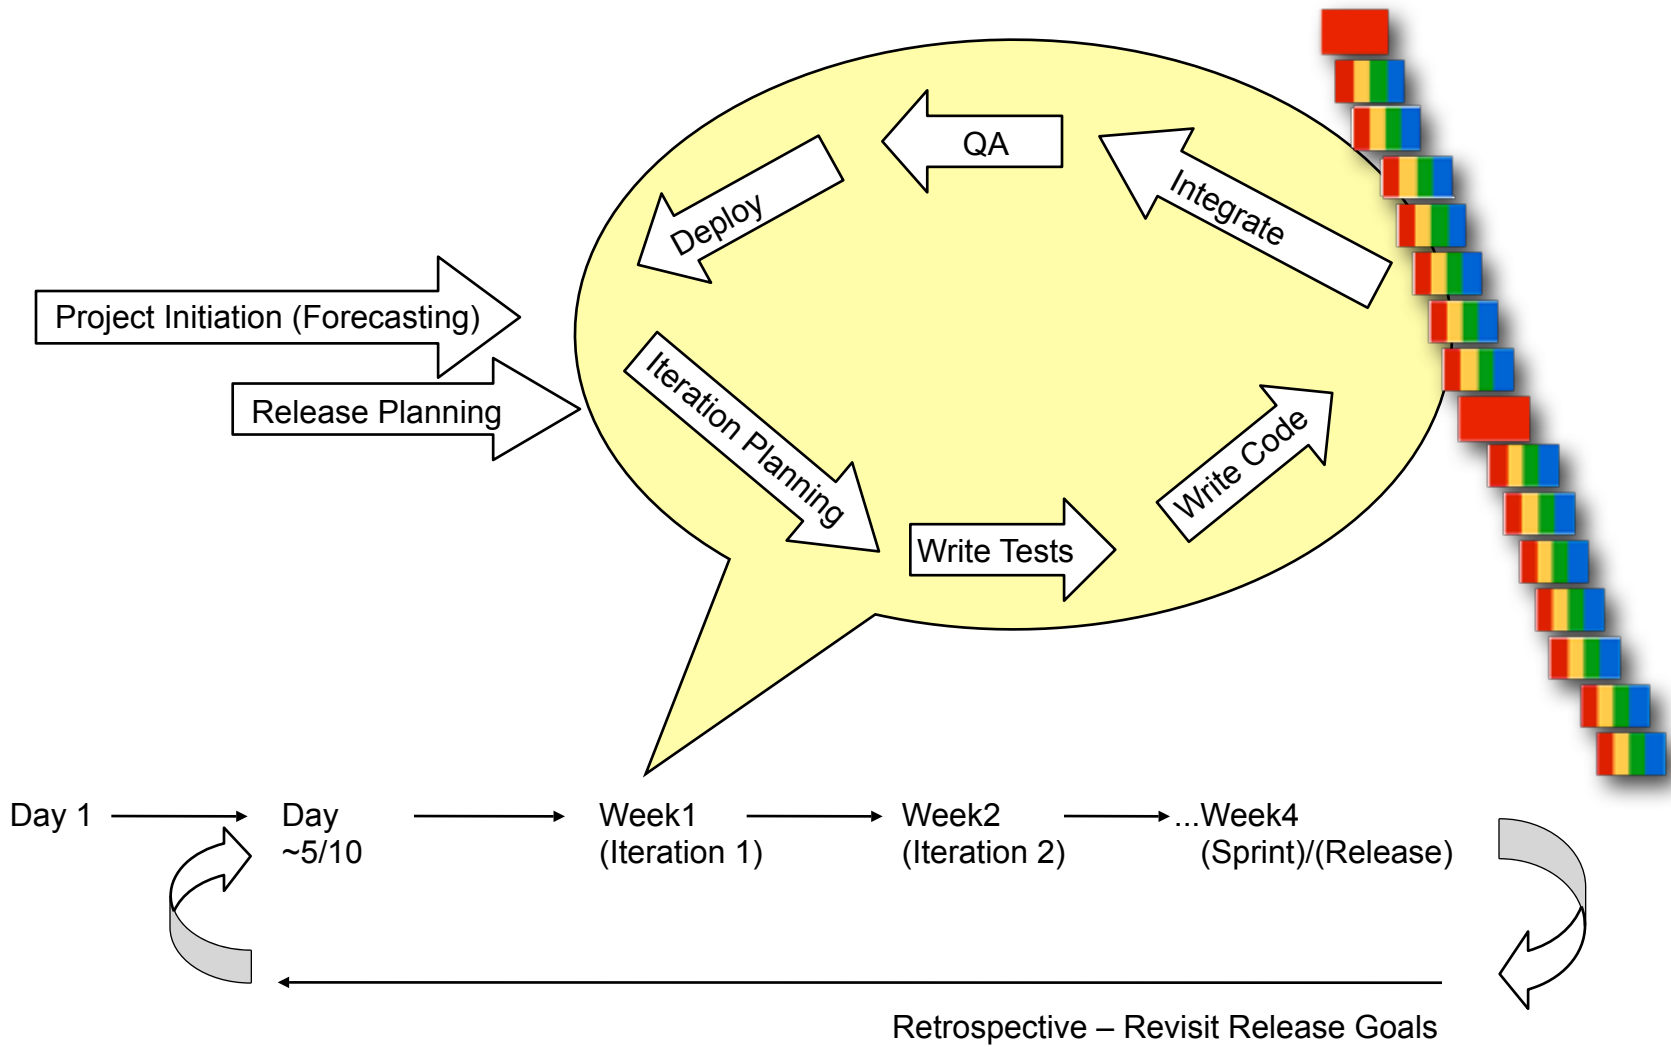 QA
Integrate
Deploy
Project Initiation (Forecasting)
Iteration Planning
Release Planning
Write Code
Write Tests
Day 1
Day
~5/10
Week1
(Iteration 1)
Week2
(Iteration 2)
...Week4
(Sprint)/(Release)
Retrospective – Revisit Release Goals